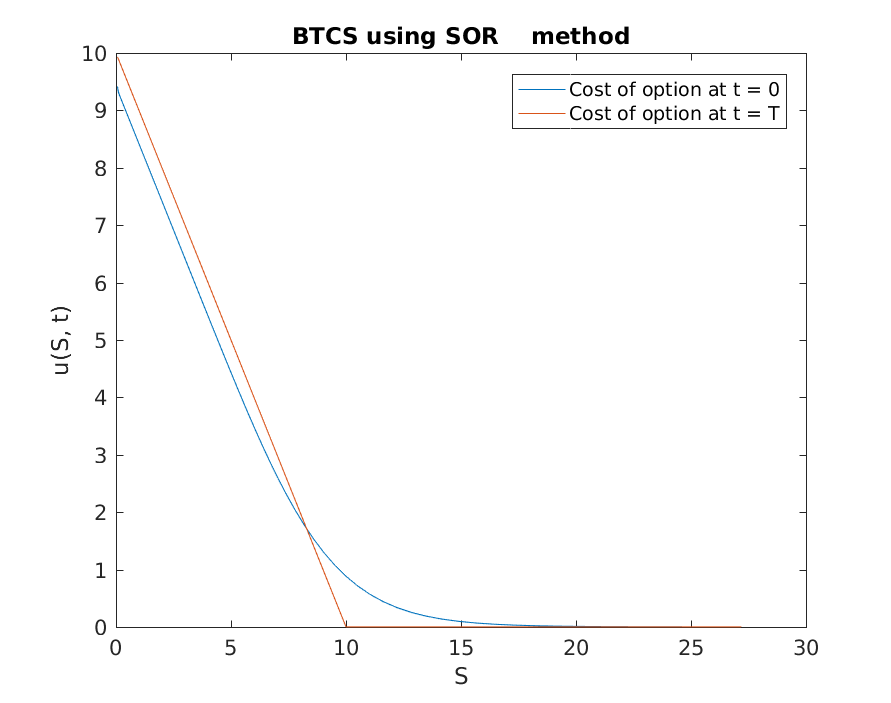 BTCS using SOR    method
Cost of option at t = 0
Cost of option at t = T
u(S, t)
10
9
8
7
6
5
4
3
2
1
0
0 5 10 15 20 25 30
S